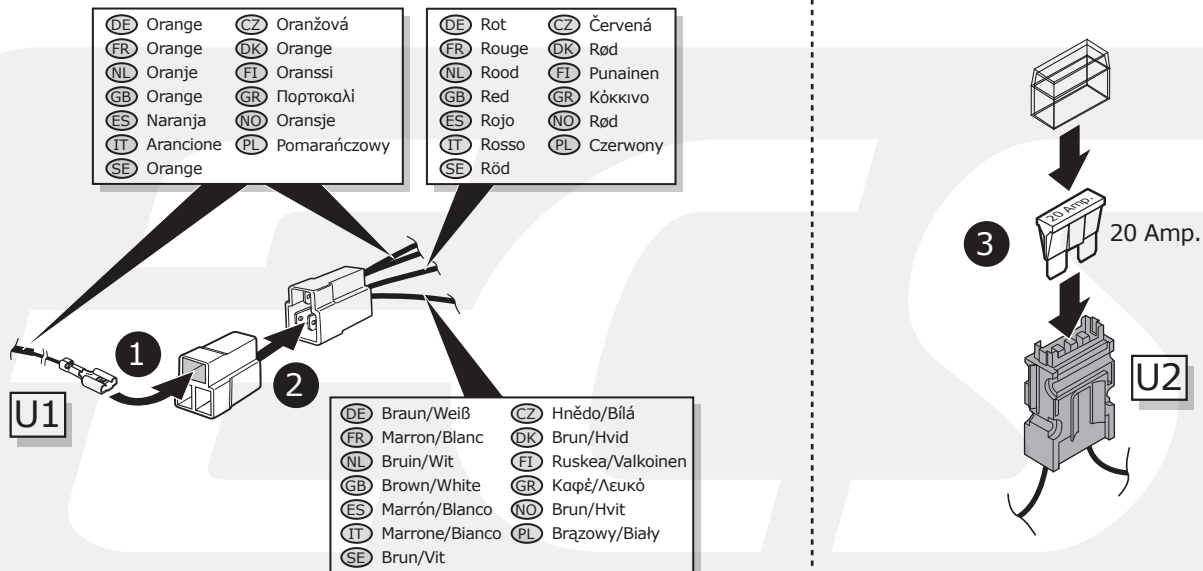 DE Orange CZ Oranžová
FR Orange DK Orange
NL Oranje FI Oranssi
GB Orange GR Πορτοκαλὶ
ES Naranja NO Oransje
IT Arancione PL Pomarańczowy
SE Orange
DE Rot CZ Červená
FR Rouge DK Rød
NL Rood FI Punainen
GB Red GR Κὸκκινο
ES Rojo NO Rød
IT Rosso PL Czerwony
SE Röd
1
2
U1
DE Braun/Weiß CZ Hnědo/Bílá
FR Marron/Blanc DK Brun/Hvid
NL Bruin/Wit FI Ruskea/Valkoinen
GB Brown/White GR Καφὲ/Λευκὸ
ES Marrón/Blanco NO Brun/Hvit
IT Marrone/Bianco PL Brązowy/Biały
SE Brun/Vit
3
20 Amp.
20 Amp.
U2
ECS